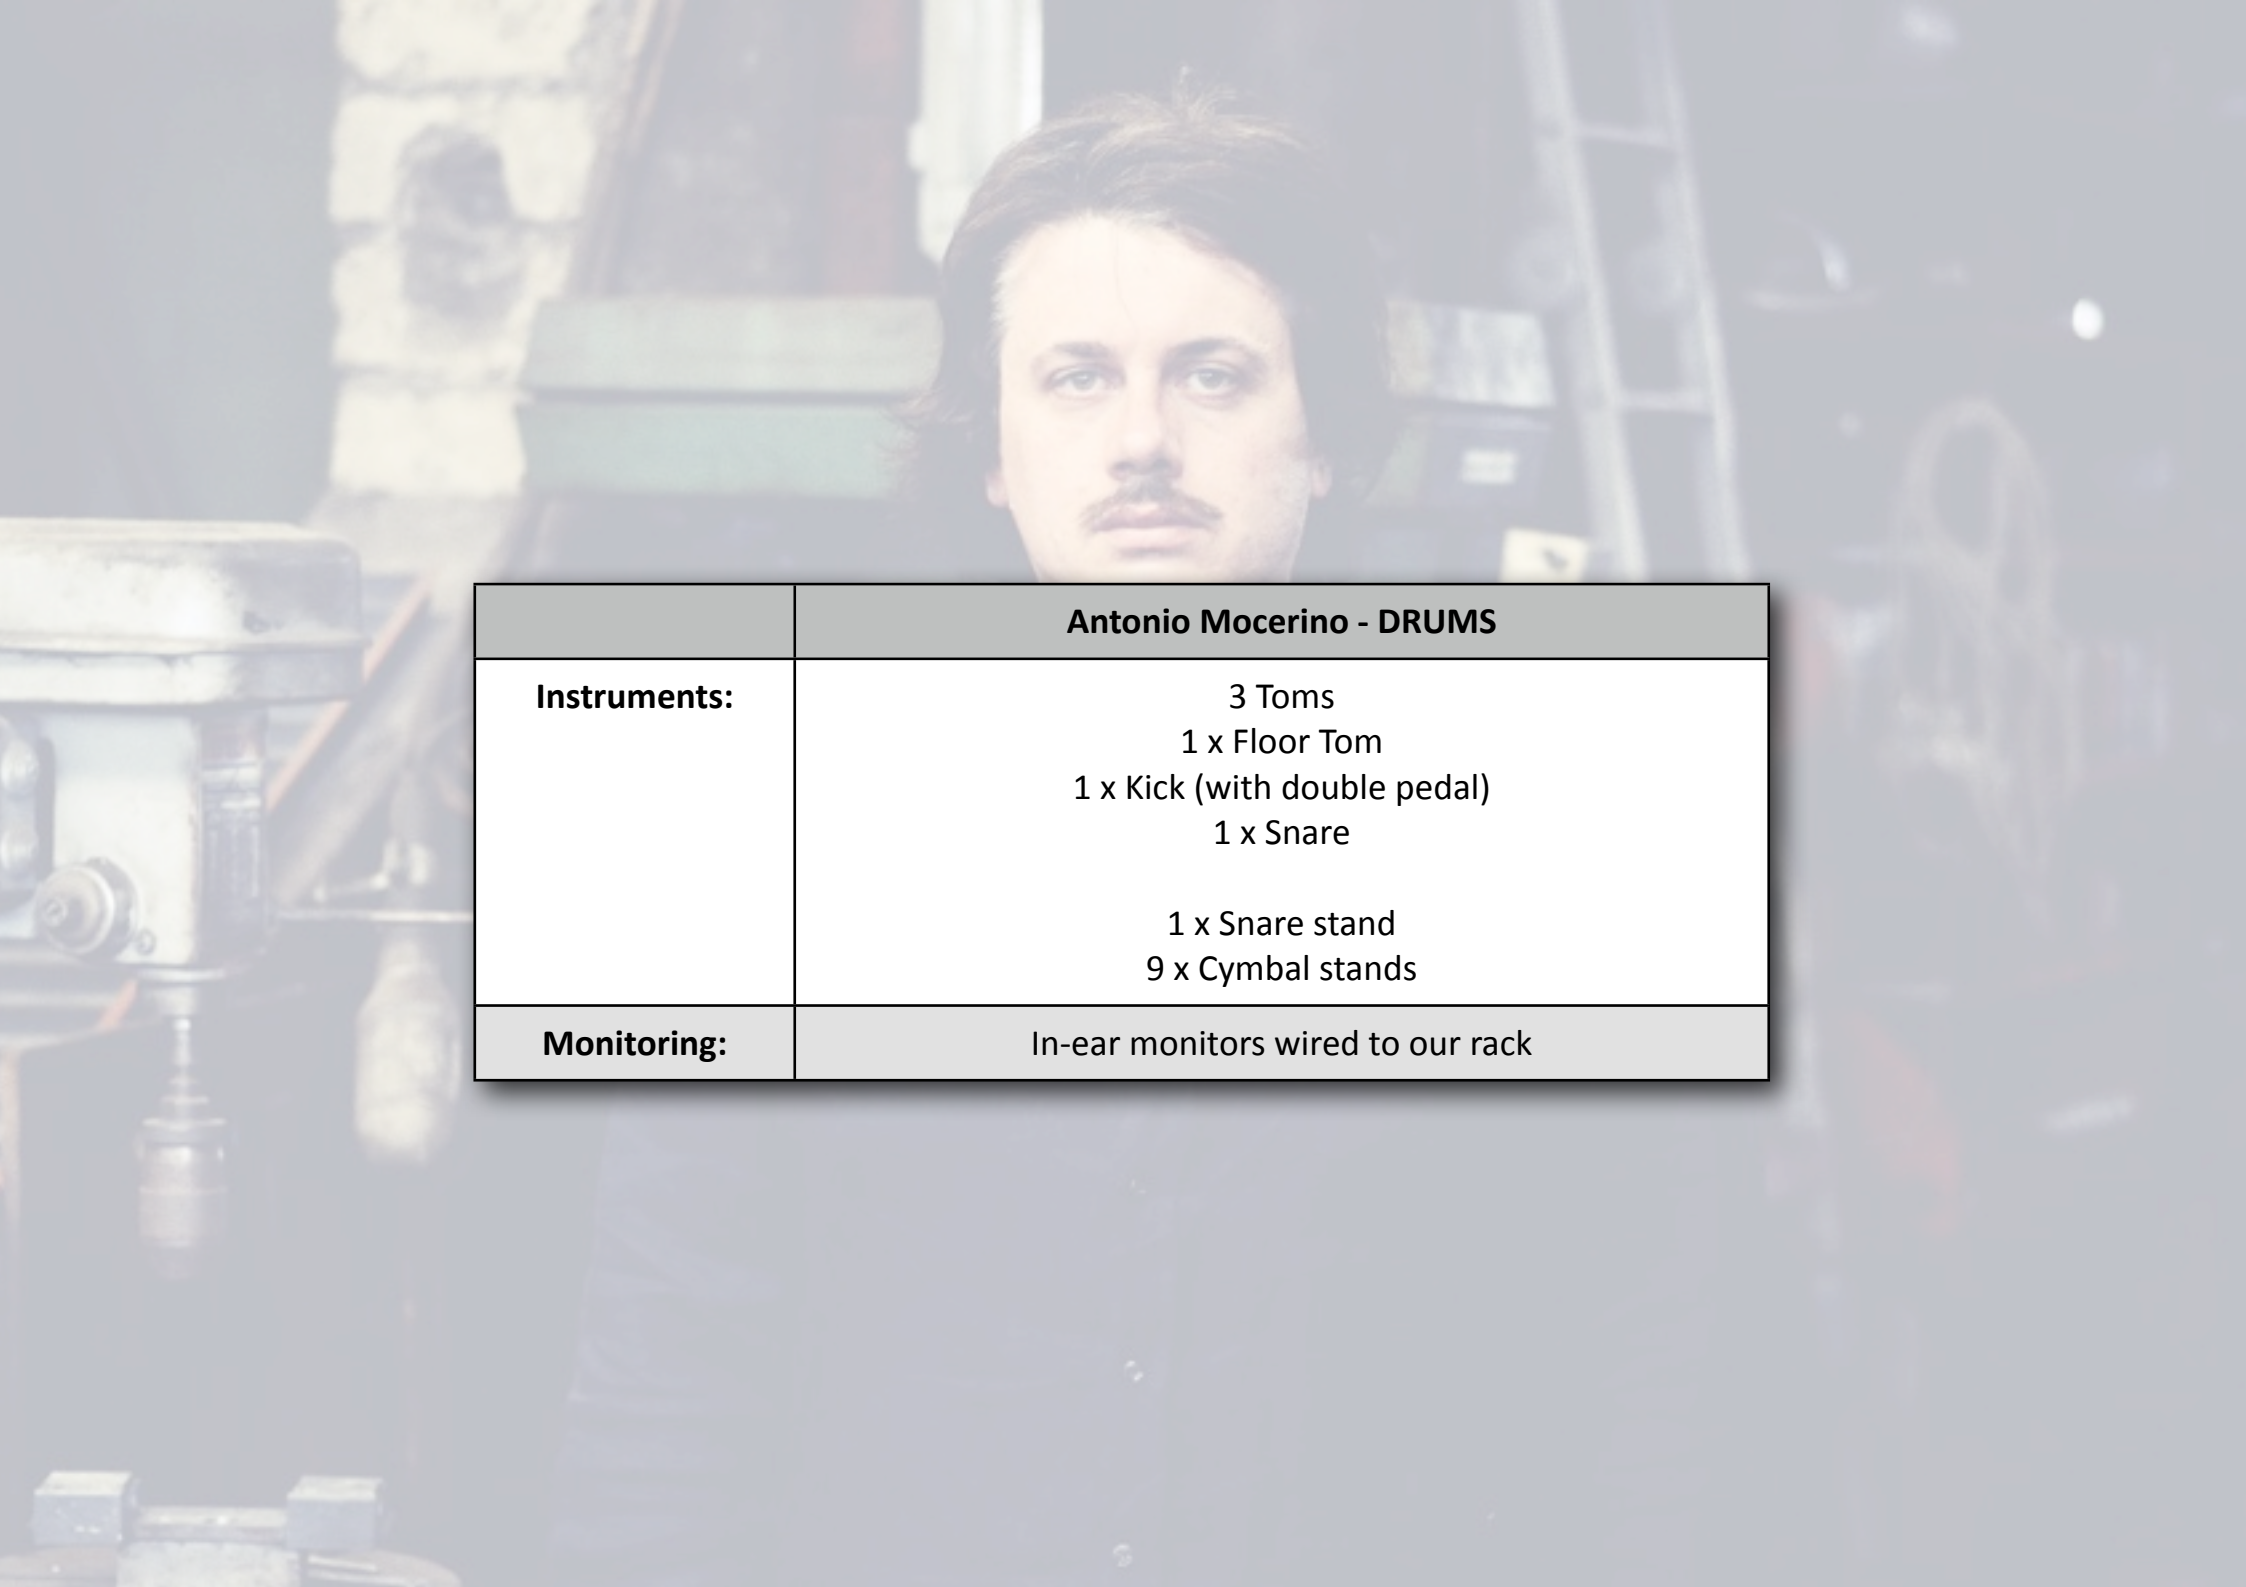 Antonio Mocerino - DRUMS
Instruments:
3 Toms
1 x Floor Tom
1 x Kick (with double pedal)
1 x Snare
1 x Snare stand
9 x Cymbal stands
Monitoring:
In-ear monitors wired to our rack